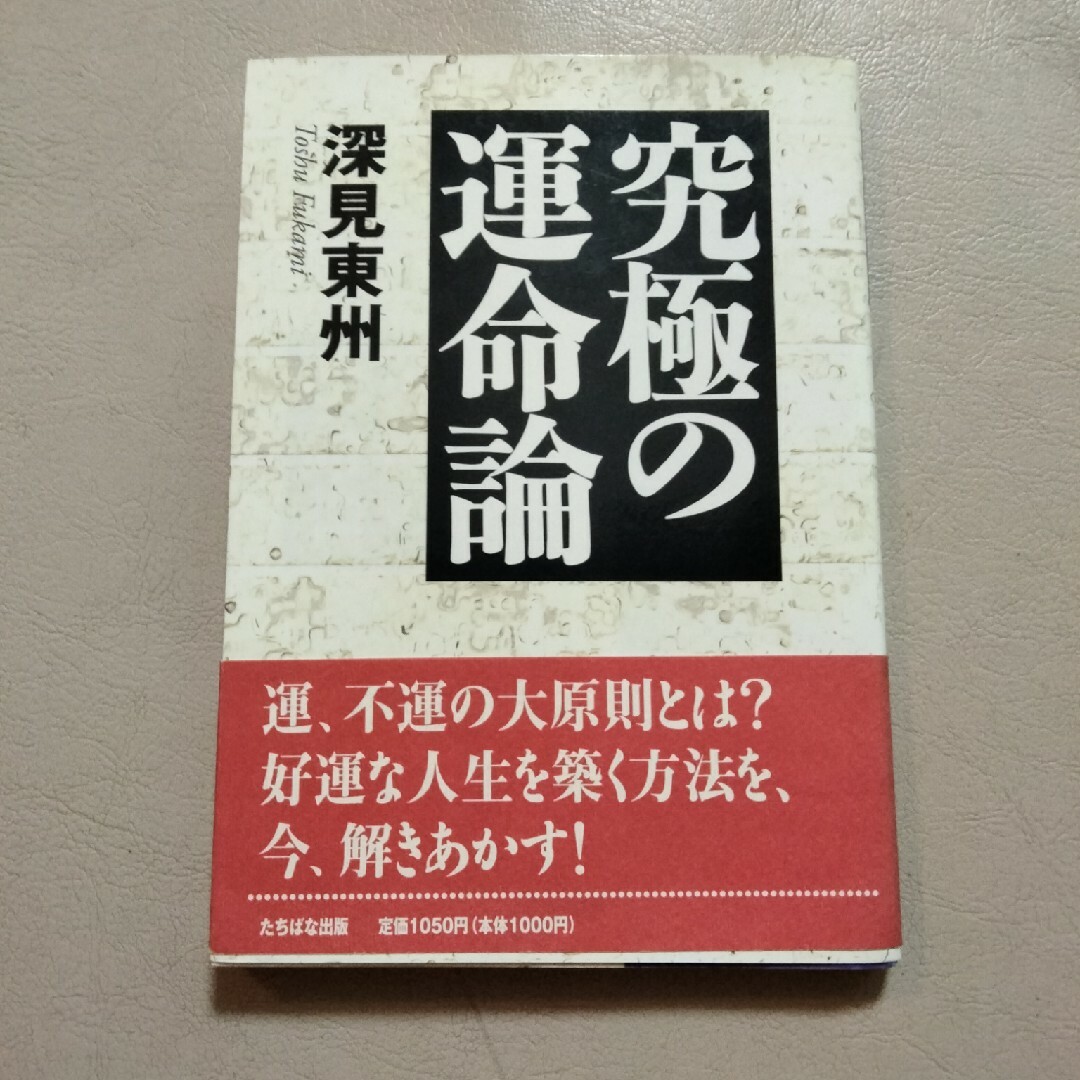 究極の
運命論
深見東州
Toshu Fukami
運、不運の大原則とは？
好運な人生を築く方法を、
今、解きあかす！
たちばな出版 定価1050円(本体1000円)